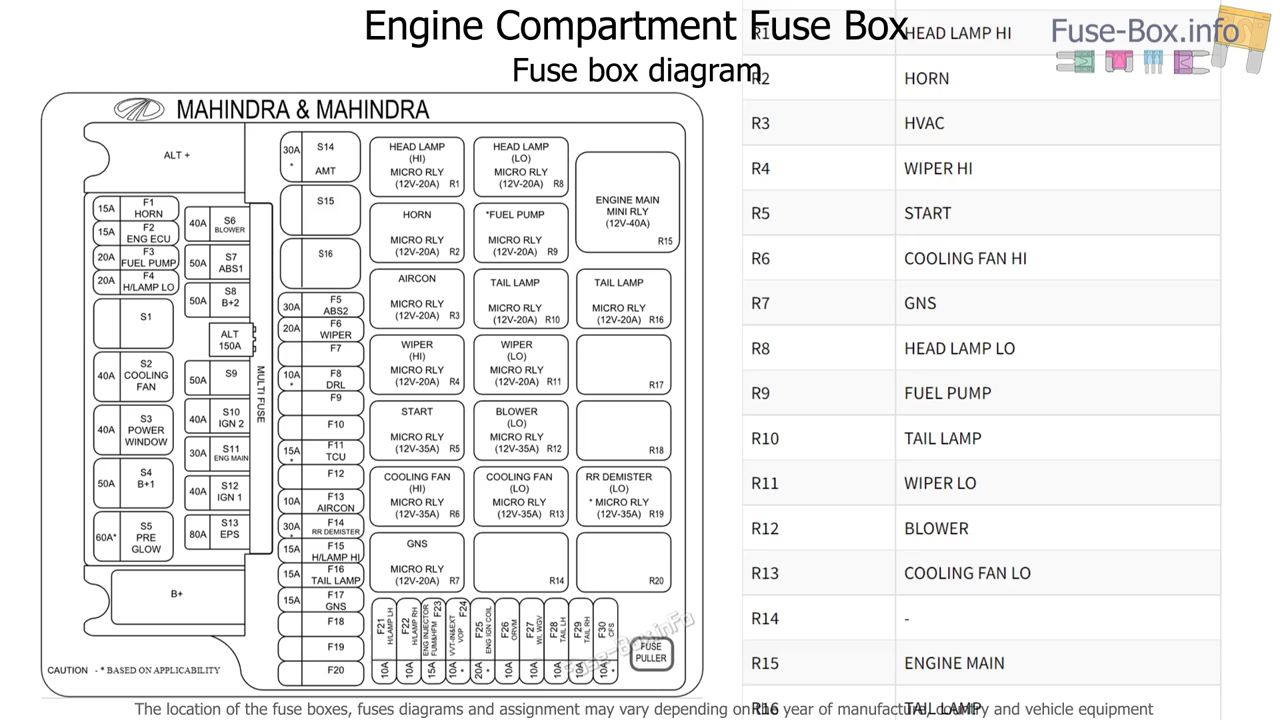 Engine Compartment Fuse Box
Fuse box diagram
Fuse-Box.info
MAHINDRA & MAHINDRA
ALT +
15A F1 HORN
15A F2 ENG ECU
20A F3 FUEL PUMP
20A F4 H/LAMP LO
S1
40A S2 COOLING FAN
40A S3 POWER WINDOW
50A S4 B+1
60A* S5 PRE GLOW
B+
40A S6 BLOWER
50A S7 ABS1
50A S8 B+2
ALT 150A
50A S9
40A S10 IGN 2
30A S11 ENG MAIN
40A S12 IGN 1
80A S13 EPS
MULTI FUSE
30A * S14 AMT
S15
S16
30A F5 ABS2
20A F6 WIPER
F7
10A * F8 DRL
F9
F10
15A * F11 TCU
F12
10A F13 AIRCON
30A * F14 RR DEMISTER
15A F15 H/LAMP HI
15A F16 TAIL LAMP
15A F17 GNS
F18
F19
F20
HEAD LAMP (HI) MICRO RLY (12V-20A) R1
HORN MICRO RLY (12V-20A) R2
AIRCON MICRO RLY (12V-20A) R3
WIPER (HI) MICRO RLY (12V-20A) R4
START MICRO RLY (12V-35A) R5
COOLING FAN (HI) MICRO RLY (12V-35A) R6
GNS MICRO RLY (12V-20A) R7
HEAD LAMP (LO) MICRO RLY (12V-20A) R8
*FUEL PUMP MICRO RLY (12V-20A) R9
TAIL LAMP MICRO RLY (12V-20A) R10
WIPER (LO) MICRO RLY (12V-20A) R11
BLOWER (LO) MICRO RLY (12V-35A) R12
COOLING FAN (LO) MICRO RLY (12V-35A) R13
R14
ENGINE MAIN MINI RLY (12V-40A) R15
TAIL LAMP MICRO RLY (12V-20A) R16
R17
R18
RR DEMISTER (LO) * MICRO RLY (12V-35A) R19
R20
F21 H/LAMP LH 10A
F22 H/LAMP RH 10A
F23 ENG INJECTOR FUM&HFM 15A
F24 VVT-IN&EXT VOP 10A *
F25 ENG IGN COIL 20A *
F26 ORVM 10A
F27 W/L WGV 10A
F28 TAIL LH 10A
F29 TAIL RH
F30 CFS 10A *
FUSE PULLER
Fuse-Box.info
CAUTION - * BASED ON APPLICABILITY
R1 HEAD LAMP HI
R2 HORN
R3 HVAC
R4 WIPER HI
R5 START
R6 COOLING FAN HI
R7 GNS
R8 HEAD LAMP LO
R9 FUEL PUMP
R10 TAIL LAMP
R11 WIPER LO
R12 BLOWER
R13 COOLING FAN LO
R14 -
R15 ENGINE MAIN
R16 TAIL LAMP
The location of the fuse boxes, fuses diagrams and assignment may vary depending on the year of manufacture, country and vehicle equipment